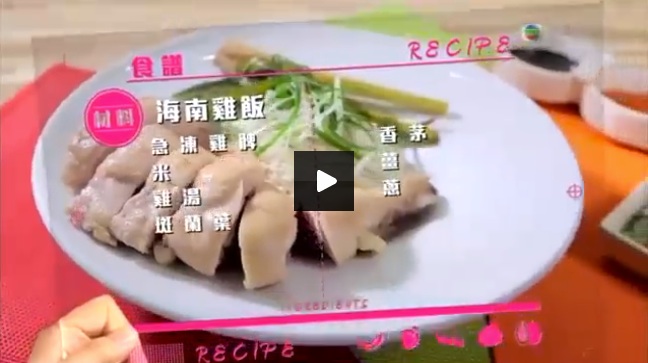 食譜
RECIPE
材料
海南雞飯
急凍雞髀
米
雞湯
斑蘭葉
香茅
薑
蔥
INGREDIENTS
RECIPE